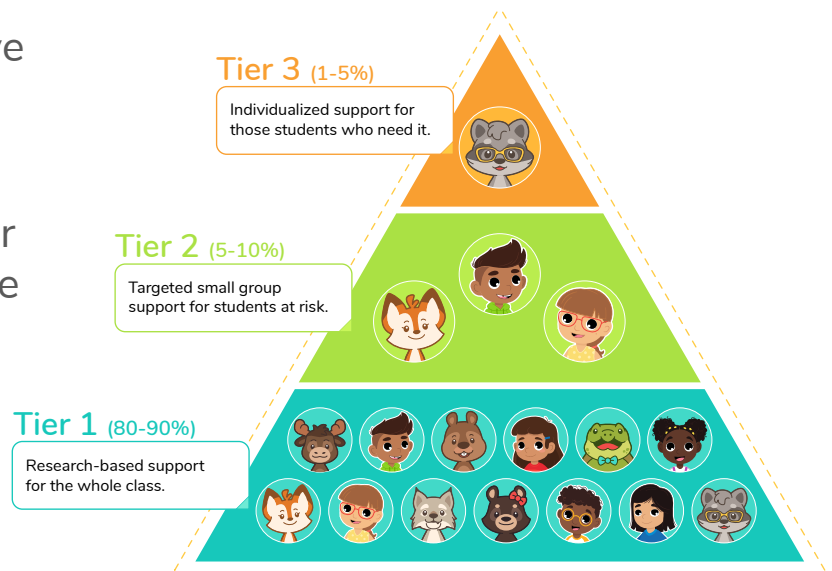 Tier 3 (1-5%)
Individualized support for
those students who need it.
Tier 2 (5-10%)
Targeted small group
support for students at risk.
Tier 1 (80-90%)
Research-based support
for the whole class.